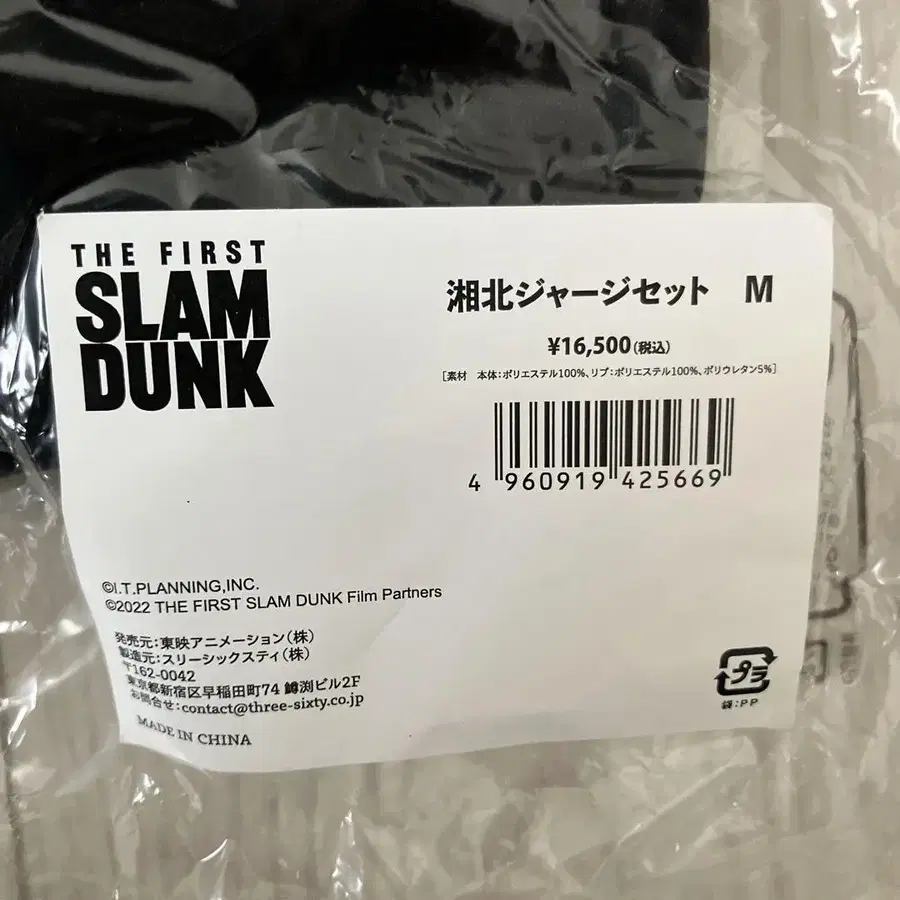 THE FIRST
SLAM
DUNK
湘北ジャージセット M
¥16,500(税込)
[素材 本体:ポリエステル100%、リブ:ポリエステル100%、ポリウレタン5%]
4 960919 425669
©I.T.PLANNING,INC.
©2022 THE FIRST SLAM DUNK Film Partners
発売元:東映アニメーション(株)
製造元:スリーシックスティ(株)
〒162-0042
東京都新宿区早稲田町74 鱒渕ビル2F
お問合せ:contact@three-sixty.co.jp
MADE IN CHINA
プラ
袋:PP